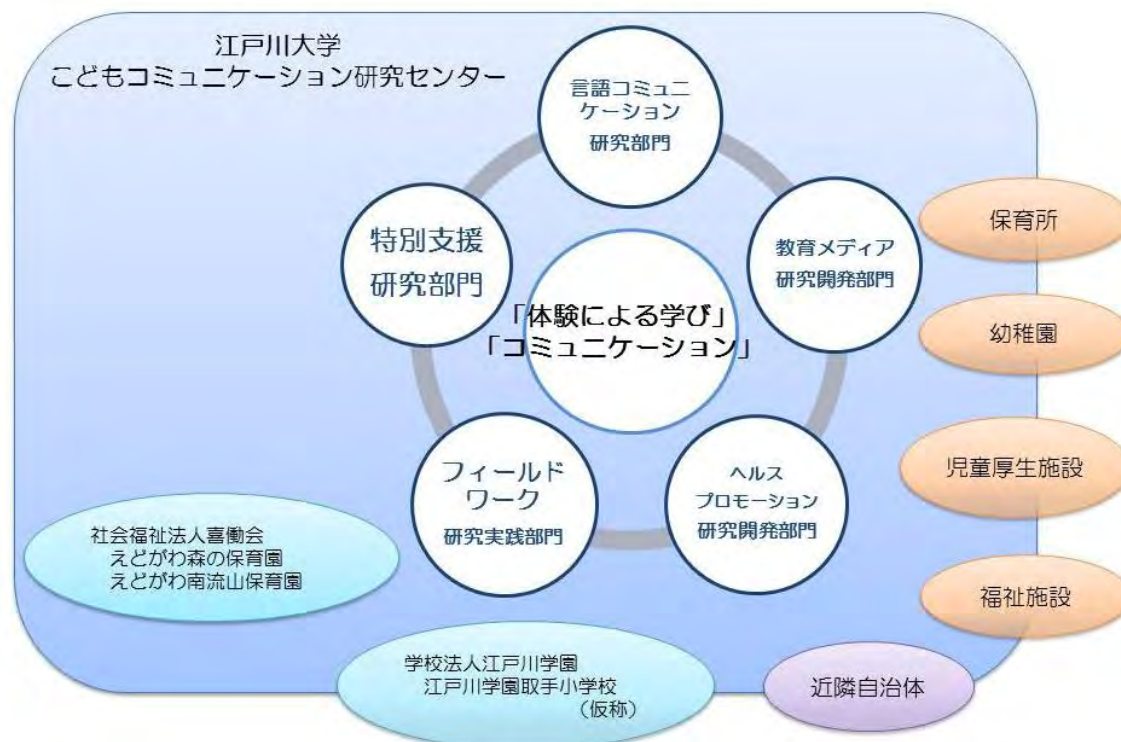 江戸川大学
こどもコミュニケーション研究センター
言語コミュニ
ケーション
研究部門
特別支援
研究部門
教育メディア
研究開発部門
「体験による学び」
「コミュニケーション」
フィールド
ワーク
研究実践部門
ヘルス
プロモーション
研究開発部門
保育所
幼稚園
児童厚生施設
福祉施設
社会福祉法人喜働会
えどがわ森の保育園
えどがわ南流山保育園
学校法人江戸川学園
江戸川学園取手小学校
（仮称）
近隣自治体